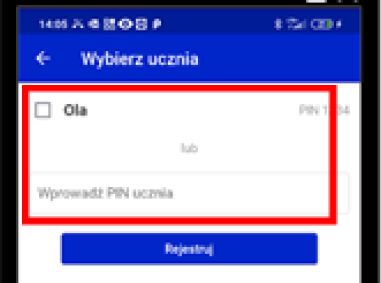 14:05
Wybierz ucznia
Ola
PIN
lub
Wprowadź PIN ucznia
Rejestruj